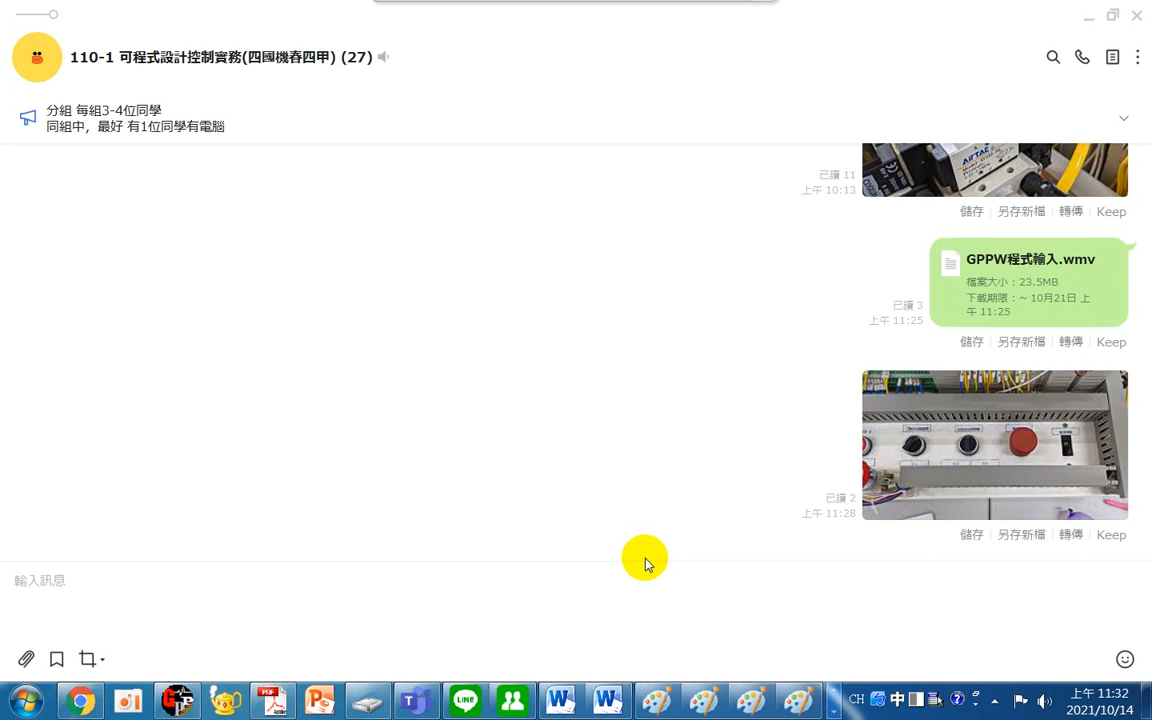 110-1 可程式設計控制實務(四國機春四甲) (27)
分組 每組3-4位同學
同組中，最好 有1位同學有電腦
AIRTAC
已讀 11
上午 10:13
儲存 另存新檔 轉傳 Keep
GPPW程式輸入.wmv
檔案大小：23.5MB
下載期限：~ 10月21日 上
午 11:25
已讀 3
上午 11:25
儲存 另存新檔 轉傳 Keep
已讀 2
上午 11:28
儲存 另存新檔 轉傳 Keep
輸入訊息
PDF
LINE
CH 中
上午 11:32
2021/10/14